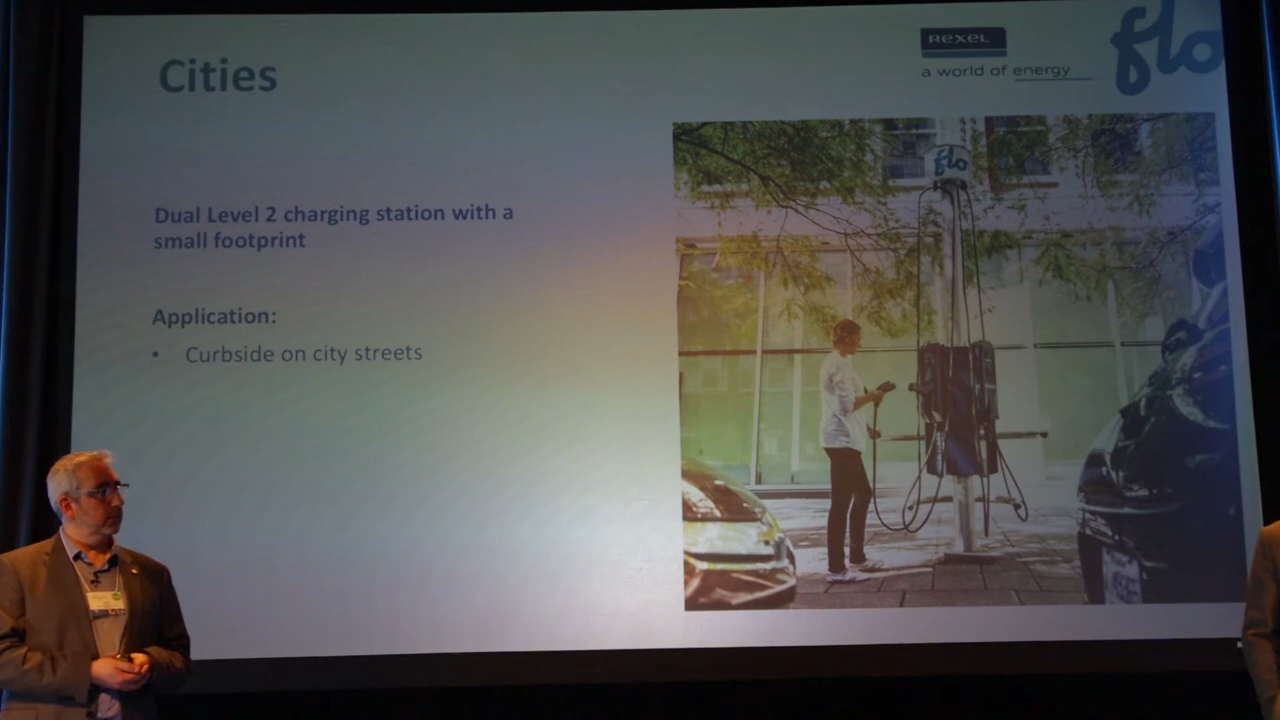 Cities
REXEL
a world of energy
flo
Dual Level 2 charging station with a
small footprint
Application:
• Curbside on city streets
flo